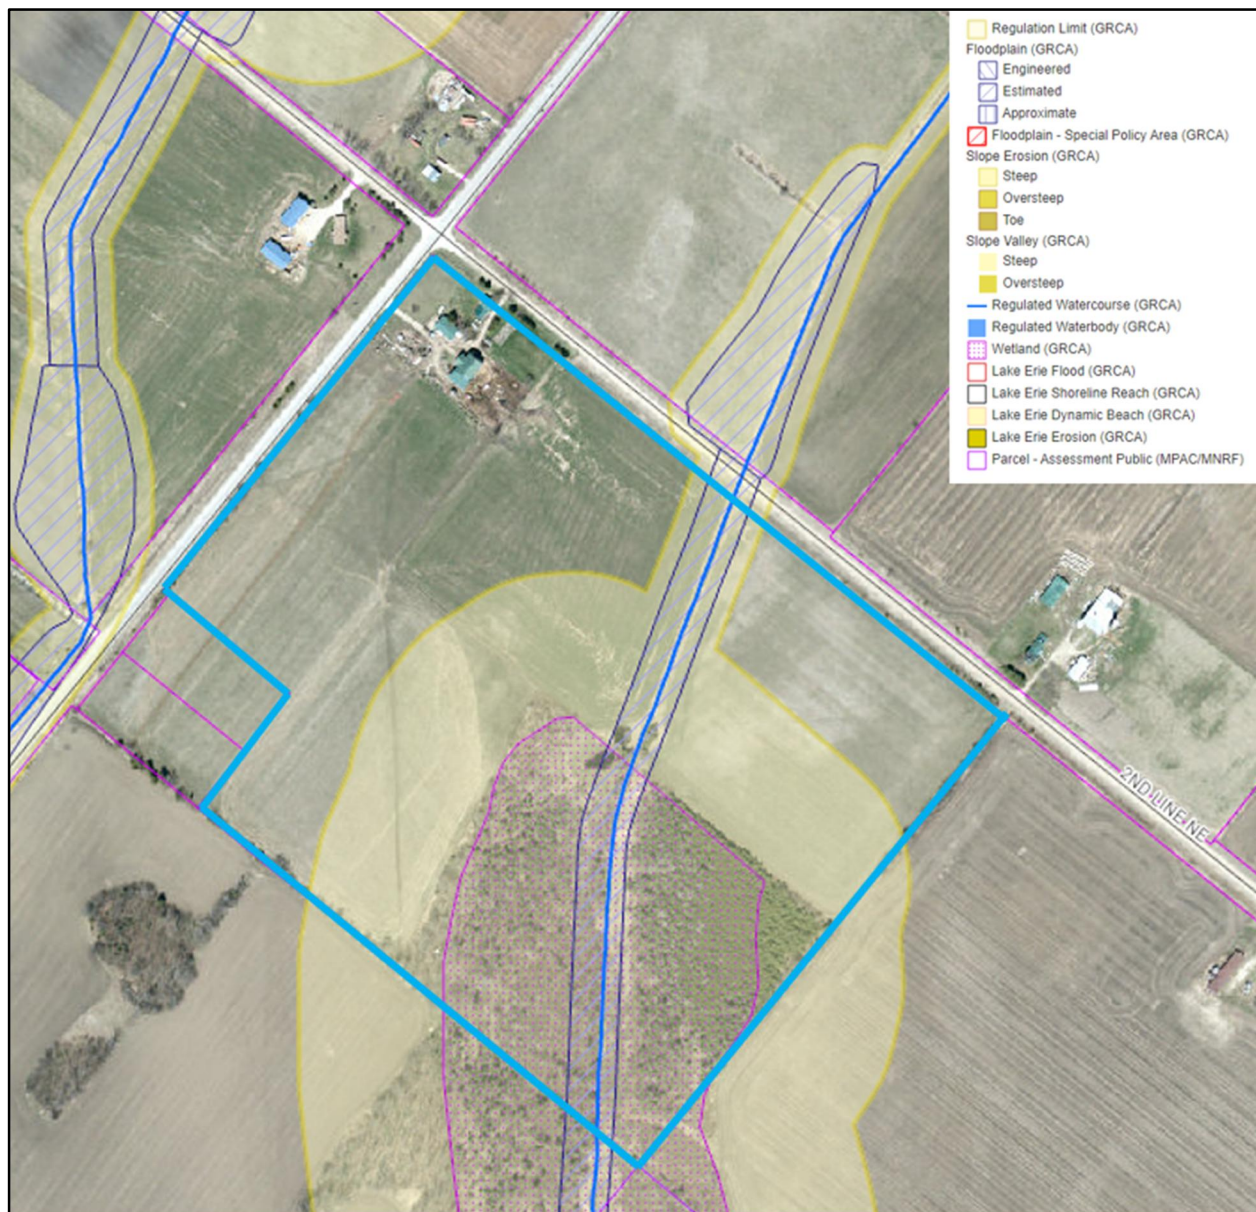 Regulation Limit (GRCA)
Floodplain (GRCA)
Engineered
Estimated
Approximate
Floodplain - Special Policy Area (GRCA)
Slope Erosion (GRCA)
Steep
Oversteep
Toe
Slope Valley (GRCA)
Steep
Oversteep
Regulated Watercourse (GRCA)
Regulated Waterbody (GRCA)
Wetland (GRCA)
Lake Erie Flood (GRCA)
Lake Erie Shoreline Reach (GRCA)
Lake Erie Dynamic Beach (GRCA)
Lake Erie Erosion (GRCA)
Parcel - Assessment Public (MPAC/MNRF)
2ND LINE NE